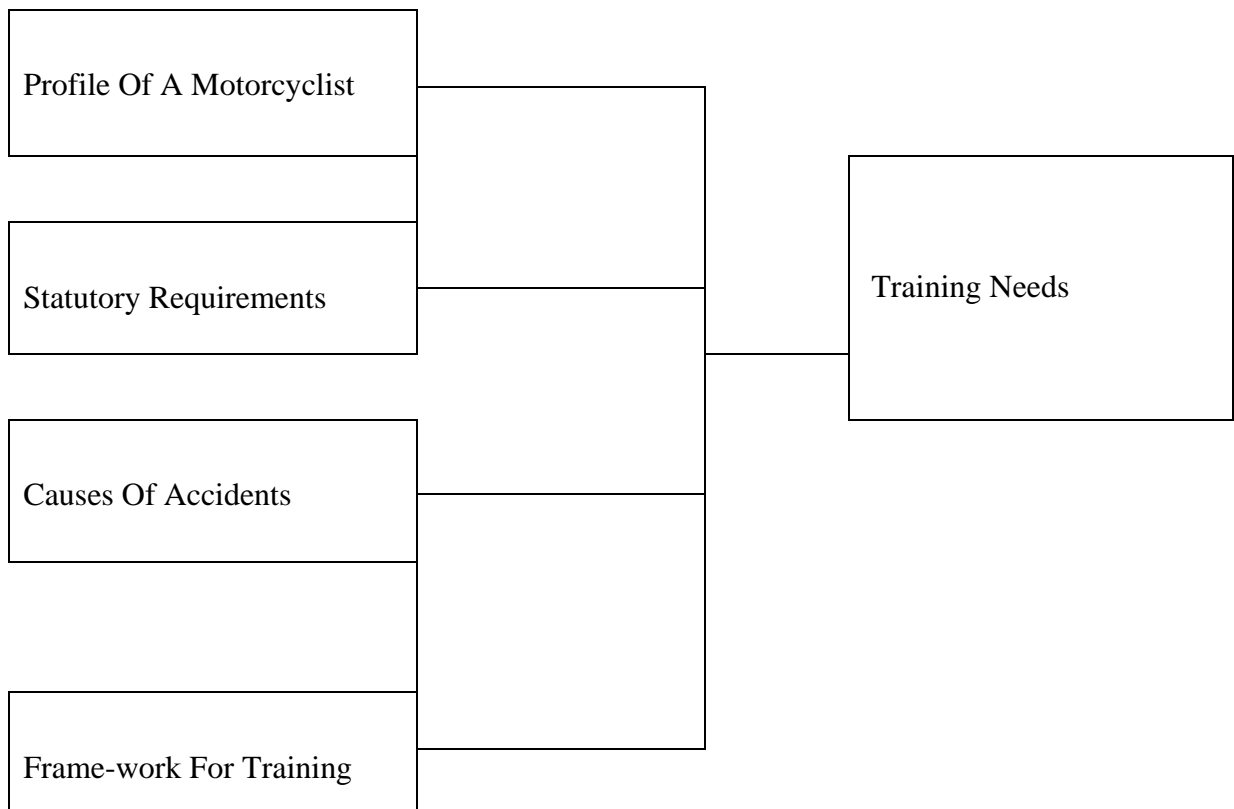 Profile Of A Motorcyclist
Statutory Requirements
Training Needs
Causes Of Accidents
Frame-work For Training